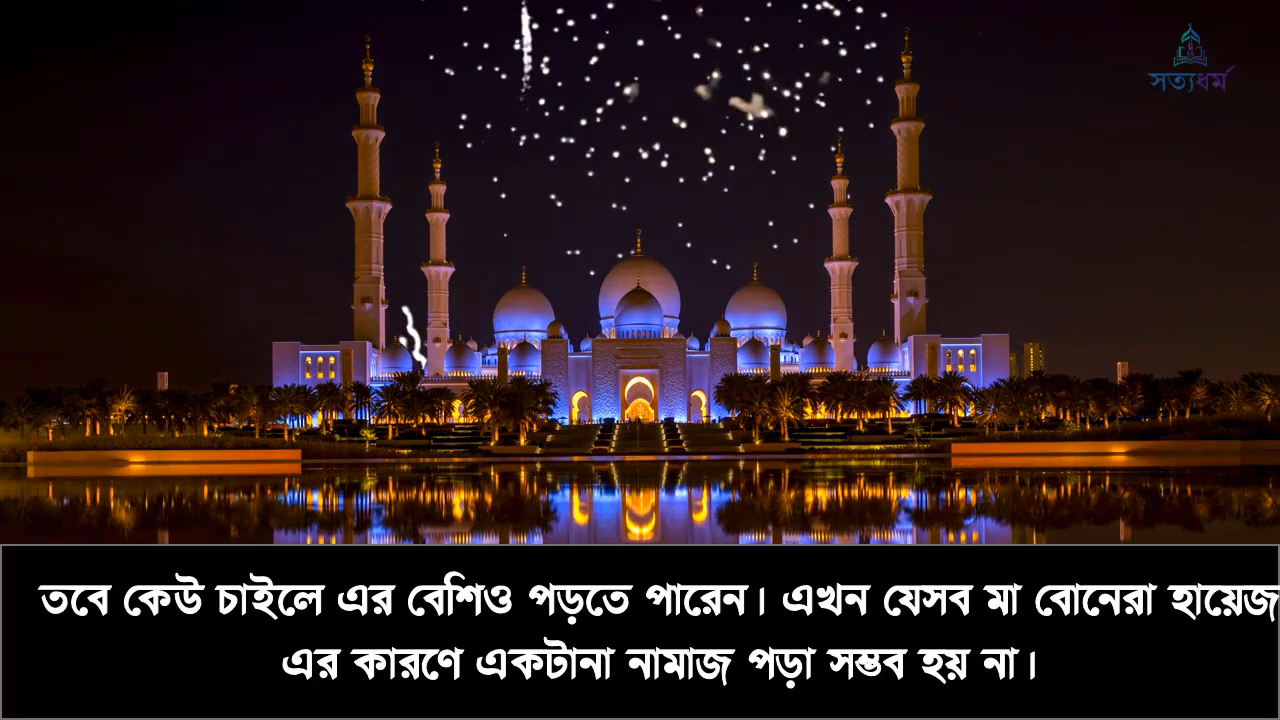 সত্যধর্ম
তবে কেউ চাইলে এর বেশিও পড়তে পারেন। এখন যেসব মা বোনেরা হায়েজ
এর কারণে একটানা নামাজ পড়া সম্ভব হয় না।